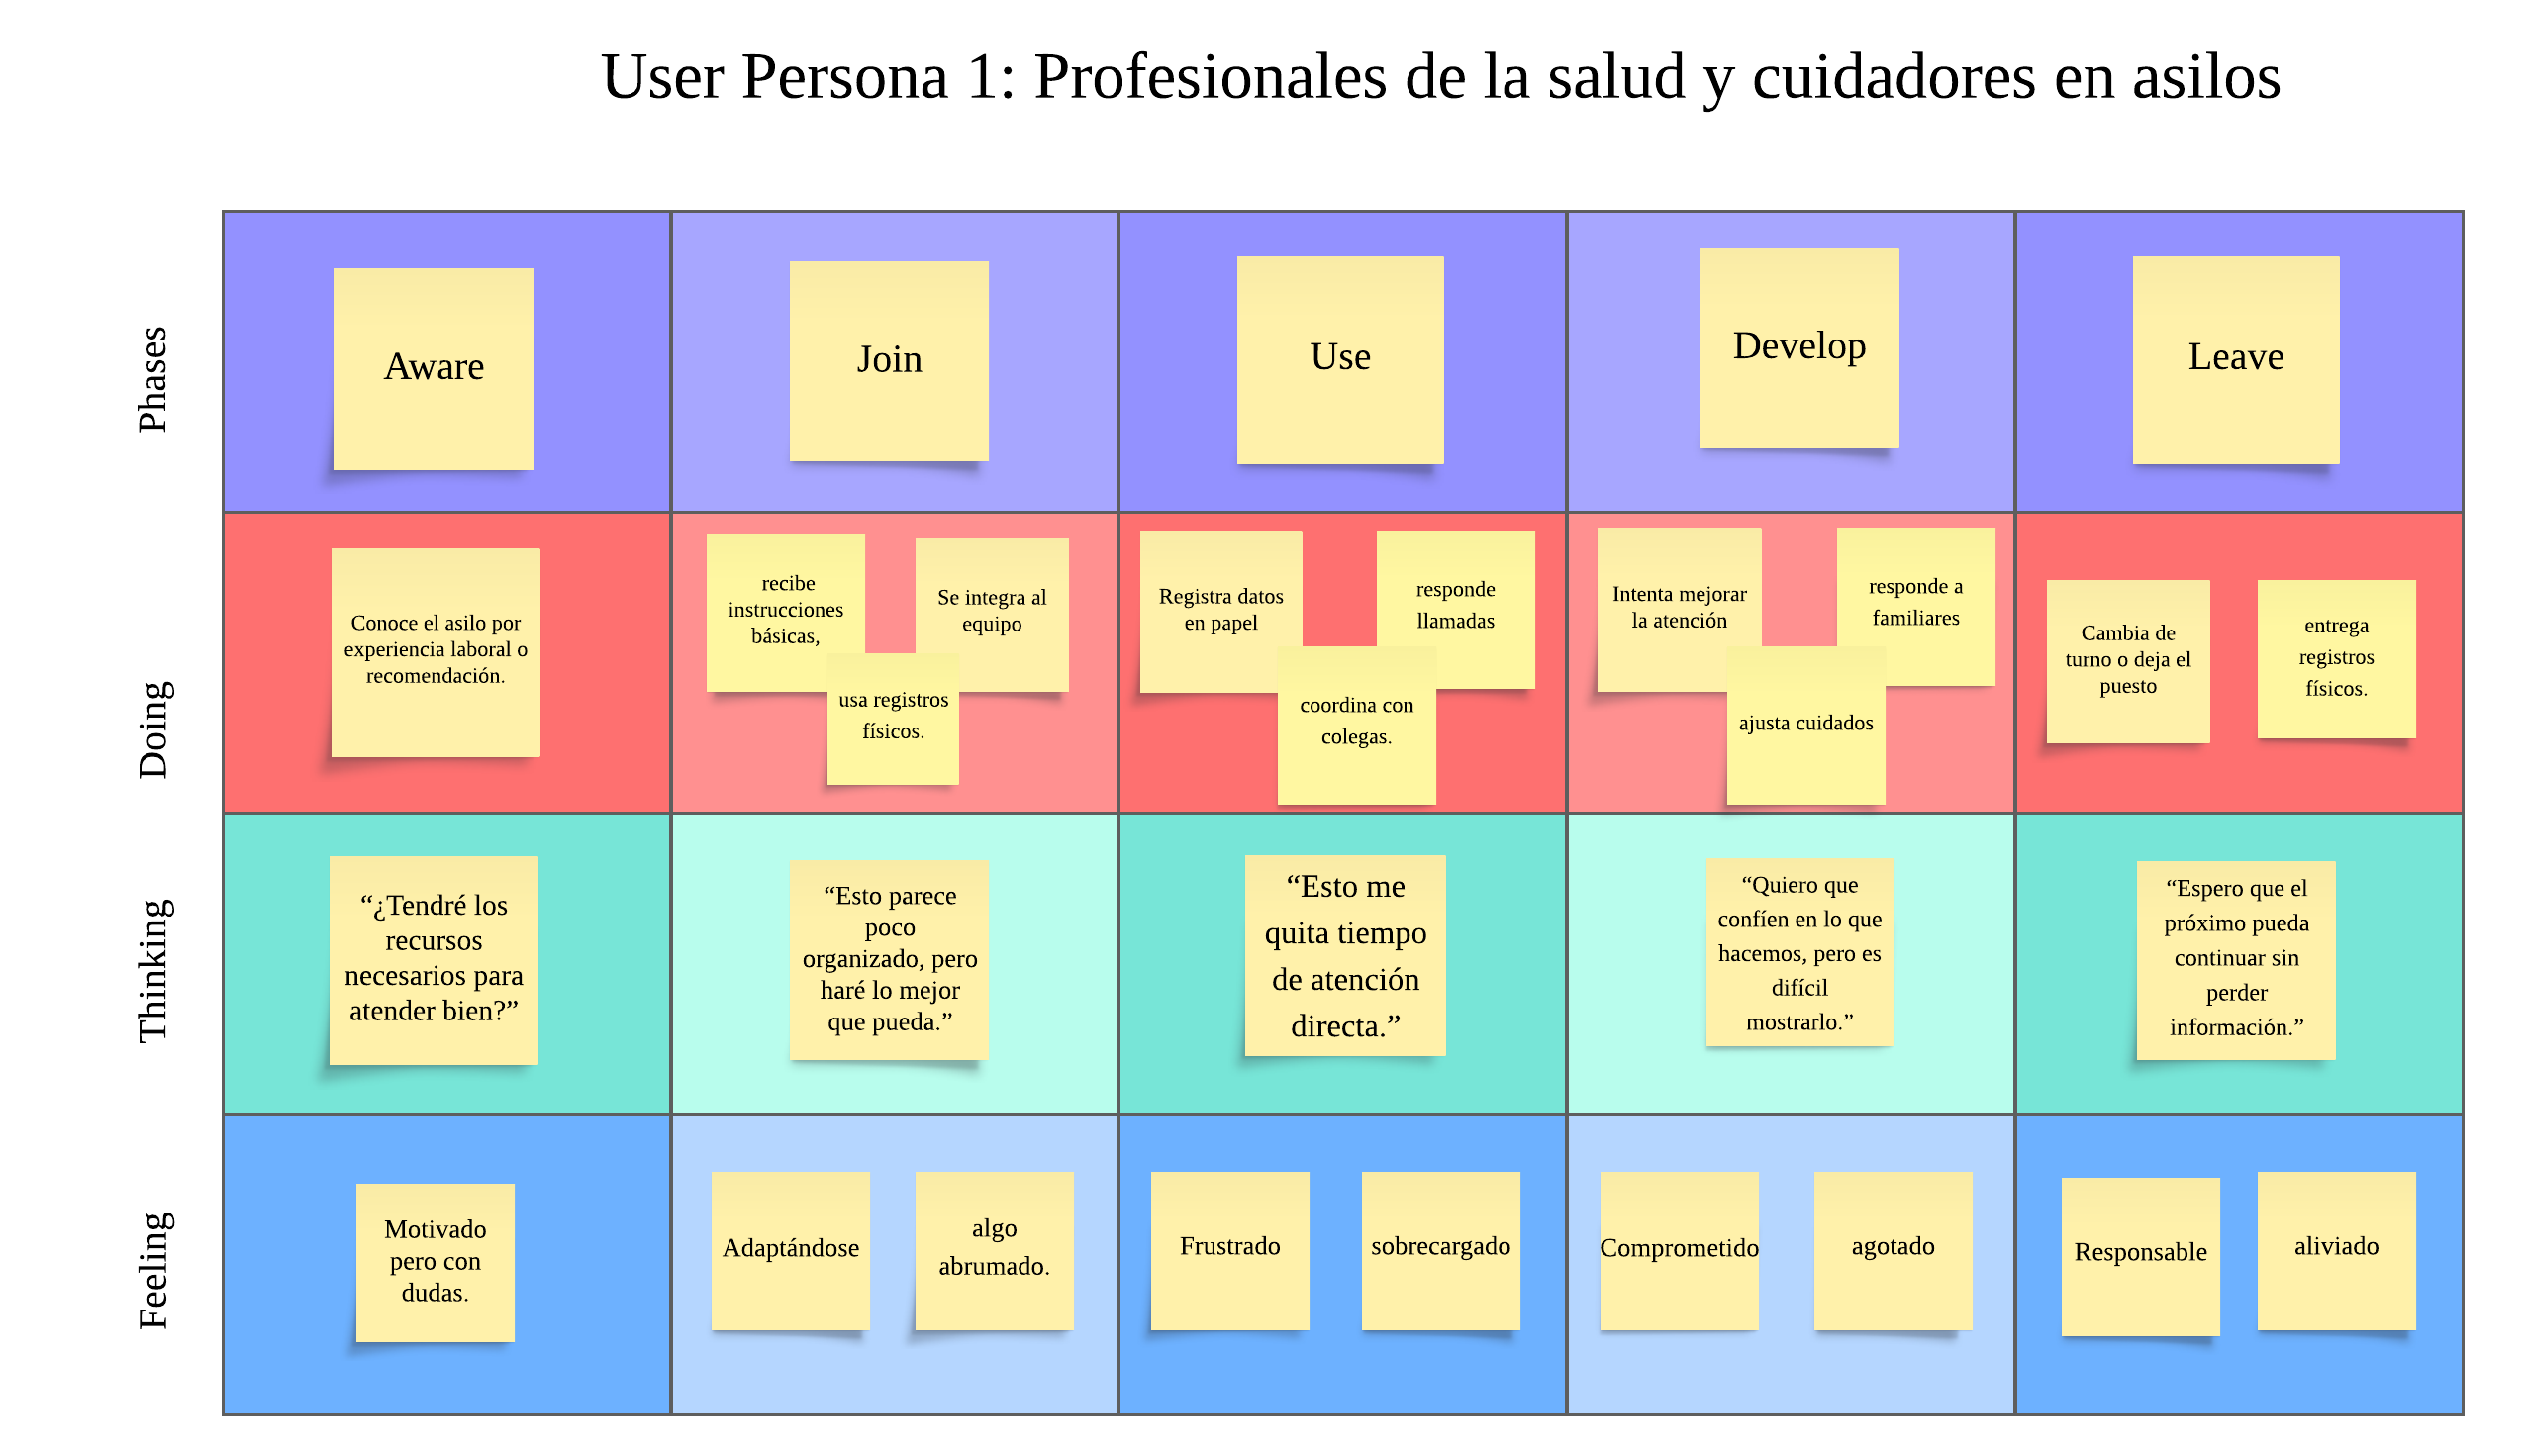 User Persona 1: Profesionales de la salud y cuidadores en asilos
Phases
Aware
Join
Use
Develop
Leave
Doing
Conoce el asilo por
experiencia laboral o
recomendación.
recibe
instrucciones
básicas,
Se integra al
equipo
usa registros
físicos.
Registra datos
en papel
responde
llamadas
coordina con
colegas.
Intenta mejorar
la atención
responde a
familiares
ajusta cuidados
Cambia de
turno o deja el
puesto
entrega
registros
físicos.
Thinking
“¿Tendré los
recursos
necesarios para
atender bien?”
“Esto parece
poco
organizado, pero
haré lo mejor
que pueda.”
“Esto me
quita tiempo
de atención
directa.”
“Quiero que
confíen en lo que
hacemos, pero es
difícil
mostrarlo.”
“Espero que el
próximo pueda
continuar sin
perder
información.”
Feeling
Motivado
pero con
dudas.
Adaptándose
algo
abrumado.
Frustrado
sobrecargado
Comprometido
agotado
Responsable
aliviado